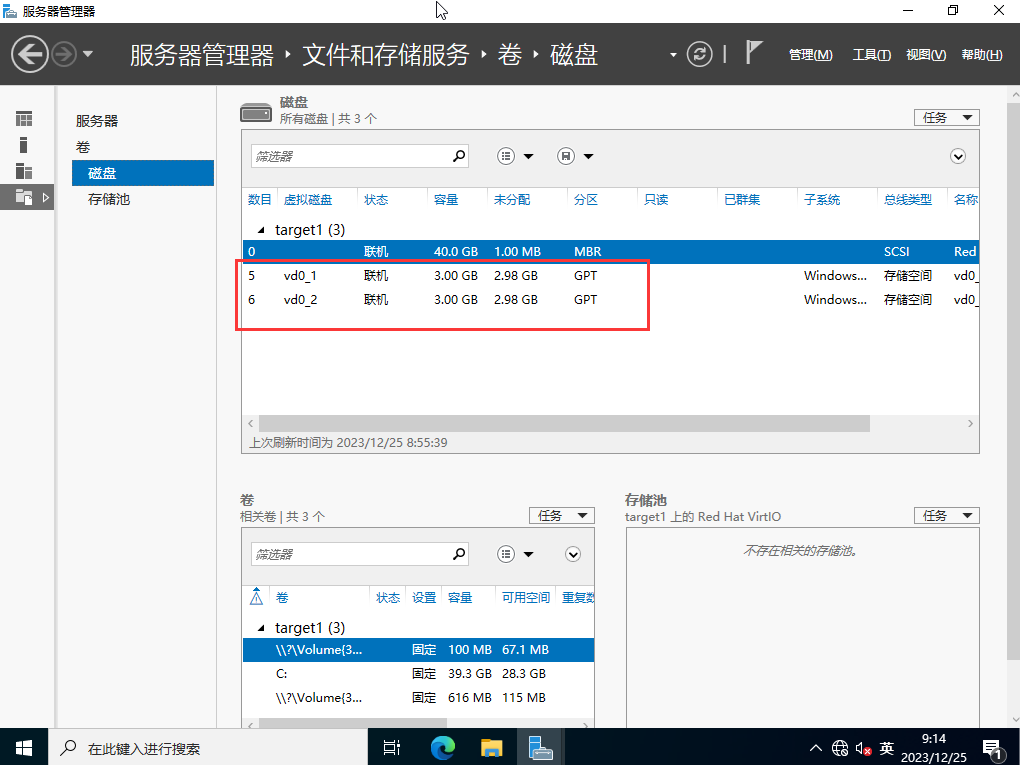 服务器管理器
服务器管理器 ‣ 文件和存储服务 ‣ 卷 ‣ 磁盘
管理(M) 工具(T) 视图(V) 帮助(H)
服务器
卷
磁盘
存储池
磁盘
所有磁盘 | 共 3 个
任务
筛选器
数目 虚拟磁盘 状态 容量 未分配 分区 只读 已群集 子系统 总线类型 名称
target1 (3)
0 联机 40.0 GB 1.00 MB MBR SCSI Red
5 vd0_1 联机 3.00 GB 2.98 GB GPT Windows... 存储空间 vd0_
6 vd0_2 联机 3.00 GB 2.98 GB GPT Windows... 存储空间 vd0_
上次刷新时间为 2023/12/25 8:55:39
卷
相关卷 | 共 3 个
任务
筛选器
卷 状态 设置 容量 可用空间 重复数
target1 (3)
\\?\Volume{3... 固定 100 MB 67.1 MB
C: 固定 39.3 GB 28.3 GB
\\?\Volume{3... 固定 616 MB 115 MB
存储池
target1 上的 Red Hat VirtIO
任务
不存在相关的存储池。
在此键入进行搜索
英
9:14
2023/12/25
1